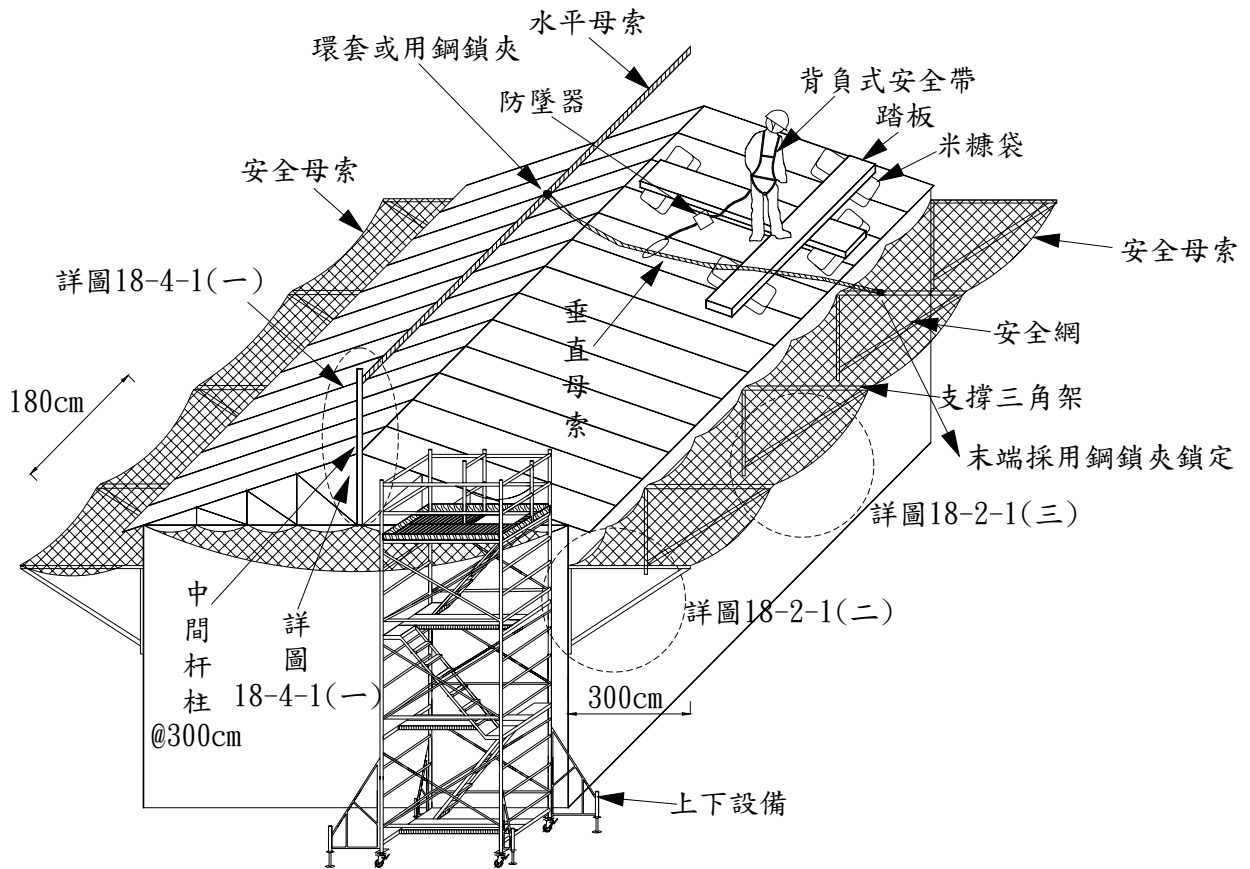 水平母索
環套或用鋼鎖夾
防墜器
背負式安全帶
踏板
米糠袋
安全母索
安全母索
詳圖18-4-1(一)
垂直母索
安全網
180cm
支撐三角架
末端採用鋼鎖夾鎖定
詳圖18-2-1(三)
中間杆柱
@300cm
詳圖
18-4-1(一)
詳圖18-2-1(二)
300cm
上下設備